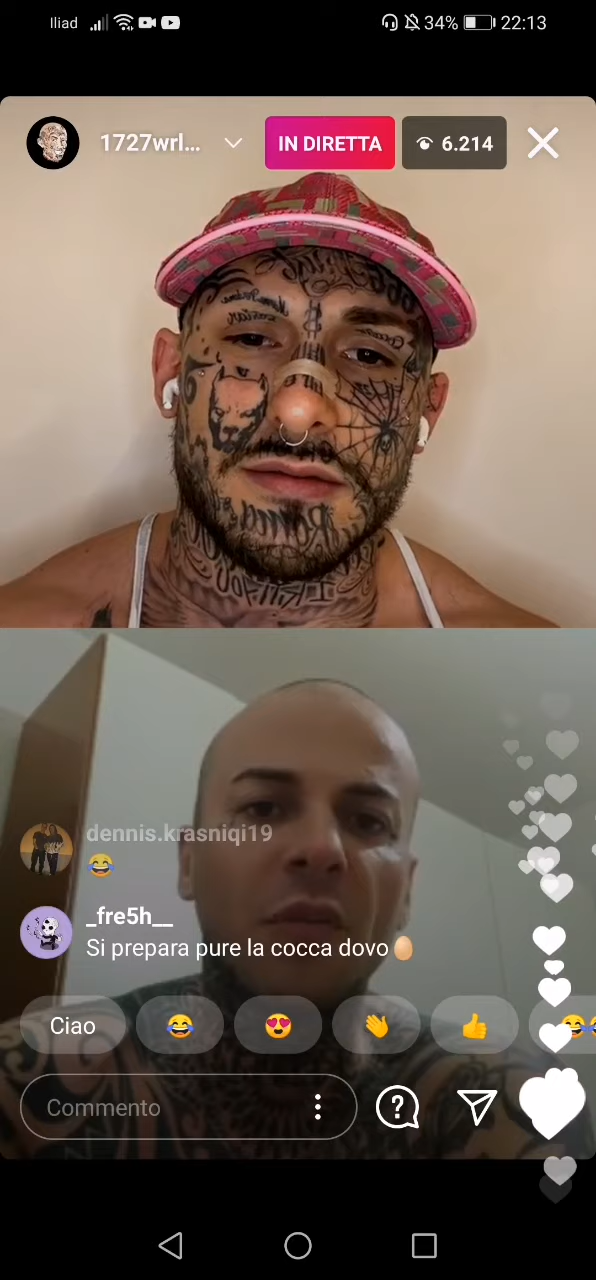 Iliad 34% 22:13
1727wrl... IN DIRETTA 6.214
$
Roma
dennis.krasniqi19
😂
_fre5h__
Si prepara pure la cocca dovo🥚
Ciao 😂 😍 👋 👍 😂
Commento